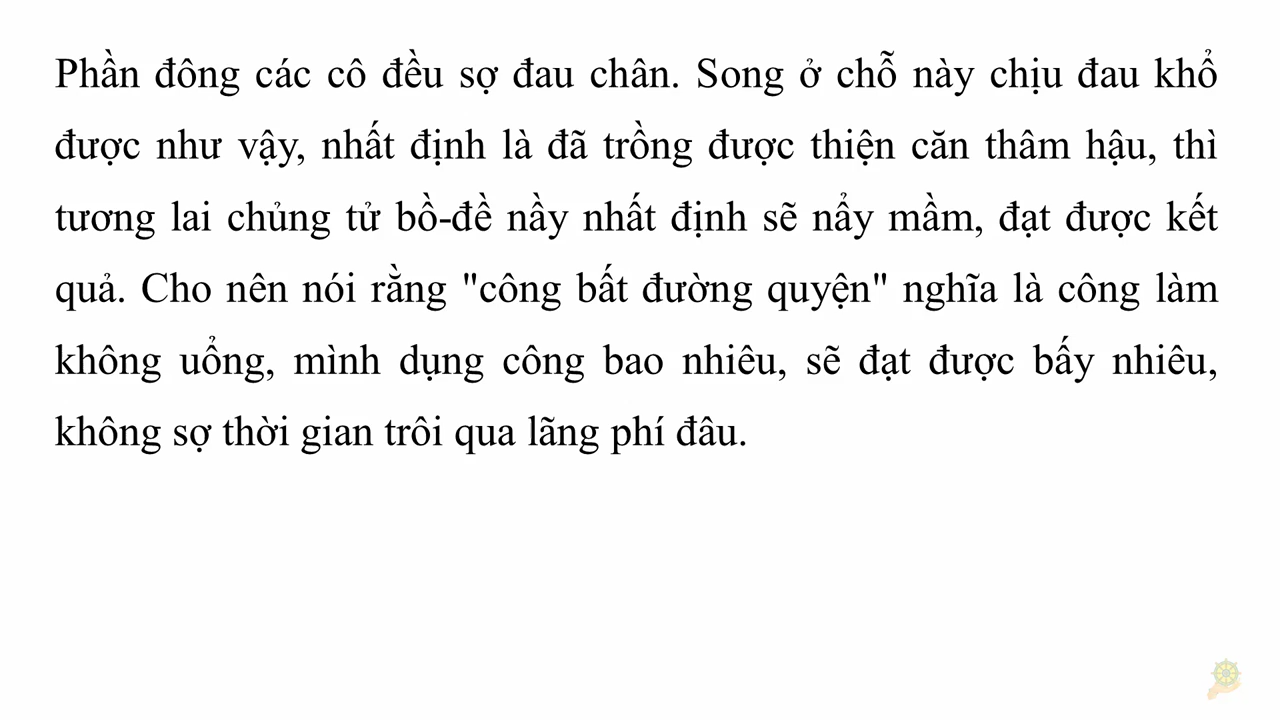 Phần đông các cô đều sợ đau chân. Song ở chỗ này chịu đau khổ
được như vậy, nhất định là đã trồng được thiện căn thâm hậu, thì
tương lai chủng tử bồ-đề nầy nhất định sẽ nẩy mầm, đạt được kết
quả. Cho nên nói rằng "công bất đường quyện" nghĩa là công làm
không uổng, mình dụng công bao nhiêu, sẽ đạt được bấy nhiêu,
không sợ thời gian trôi qua lãng phí đâu.